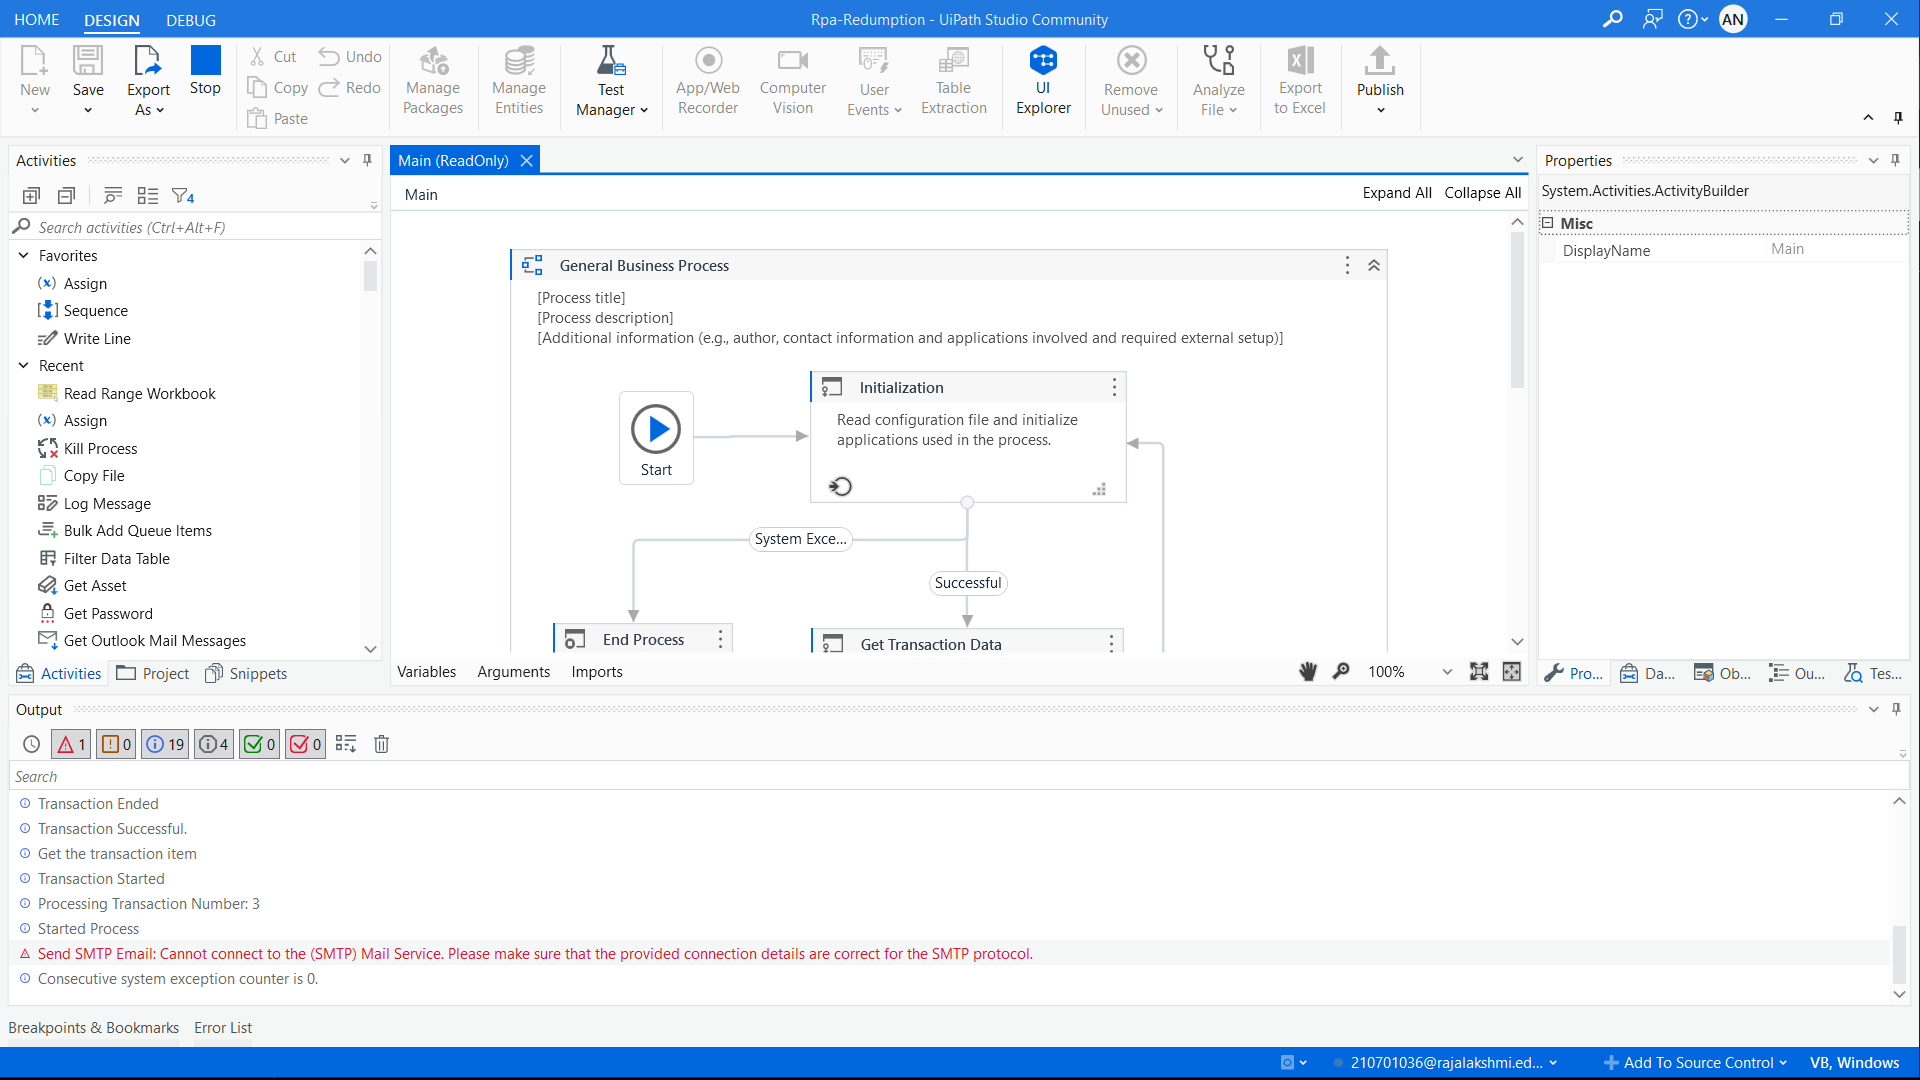 HOME DESIGN DEBUG
Rpa-Redumption - UiPath Studio Community
AN
New
Save
Export
As
Stop
Cut
Copy
Paste
Undo
Redo
Manage
Packages
Manage
Entities
Test
Manager
App/Web
Recorder
Computer
Vision
User
Events
Table
Extraction
UI
Explorer
Remove
Unused
Analyze
File
Export
to Excel
Publish
Activities
4
Search activities (Ctrl+Alt+F)
Favorites
Assign
Sequence
Write Line
Recent
Read Range Workbook
Assign
Kill Process
Copy File
Log Message
Bulk Add Queue Items
Filter Data Table
Get Asset
Get Password
Get Outlook Mail Messages
Activities Project Snippets
Main (ReadOnly)
Main
Expand All Collapse All
General Business Process
[Process title]
[Process description]
[Additional information (e.g., author, contact information and applications involved and required external setup)]
Start
Initialization
Read configuration file and initialize
applications used in the process.
System Exce...
Successful
End Process
Get Transaction Data
Variables Arguments Imports
100%
Properties
System.Activities.ActivityBuilder
Misc
DisplayName Main
Pro... Da... Ob... Ou... Tes...
Output
1 0 19 4 0 0
Search
Transaction Ended
Transaction Successful.
Get the transaction item
Transaction Started
Processing Transaction Number: 3
Started Process
Send SMTP Email: Cannot connect to the (SMTP) Mail Service. Please make sure that the provided connection details are correct for the SMTP protocol.
Consecutive system exception counter is 0.
Breakpoints & Bookmarks Error List
210701036@rajalakshmi.ed... Add To Source Control VB, Windows